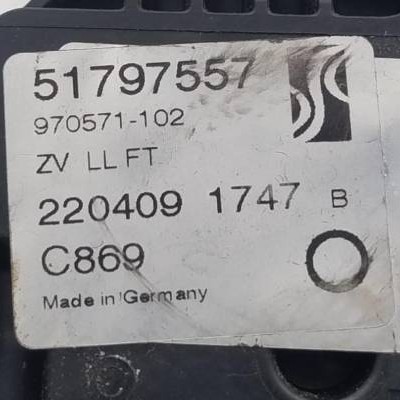 51797557
970571-102
ZV LL FT
220409 1747 B
C869
Made in Germany